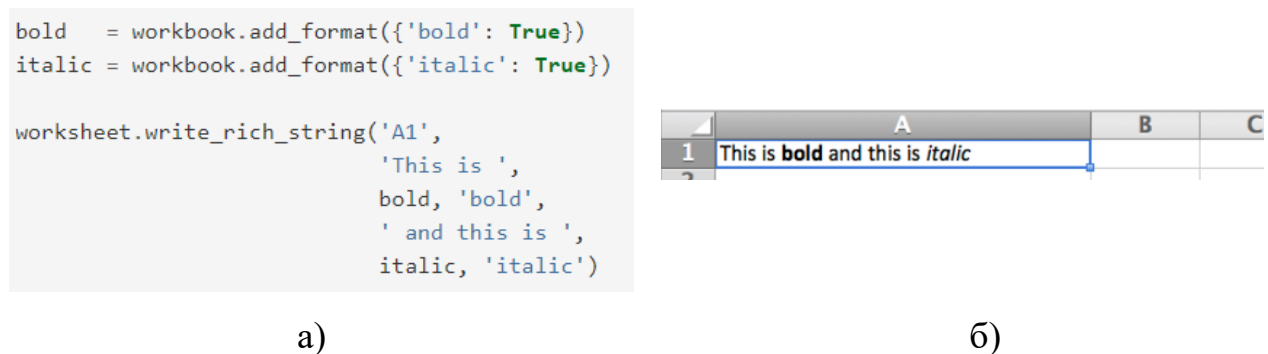 bold   = workbook.add_format({'bold': True})
italic = workbook.add_format({'italic': True})
worksheet.write_rich_string('A1',
'This is ',
bold, 'bold',
' and this is ',
italic, 'italic')
A B C
1 This is bold and this is italic
2
а) б)